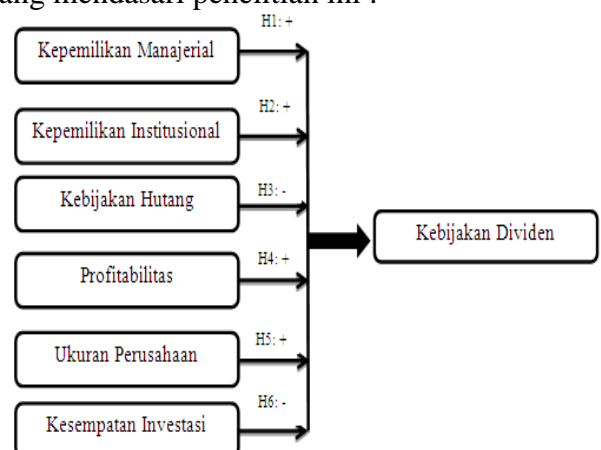 ang mendasari penelitian ini :
H1: +
Kepemilikan Manajerial
H2: +
Kepemilikan Institusional
H3: -
Kebijakan Hutang
Kebijakan Dividen
H4: +
Profitabilitas
H5: +
Ukuran Perusahaan
H6: -
Kesempatan Investasi